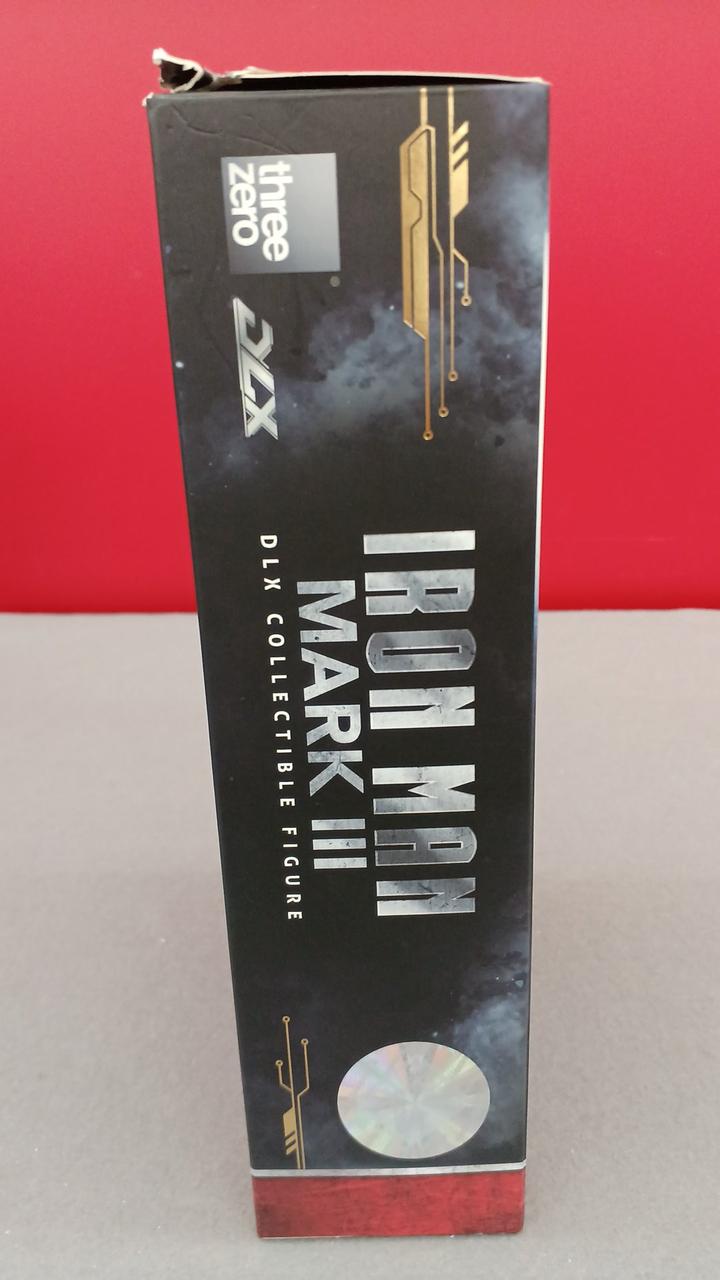 three
zero
DLX
IRON MAN
MARK III
DLX COLLECTIBLE FIGURE